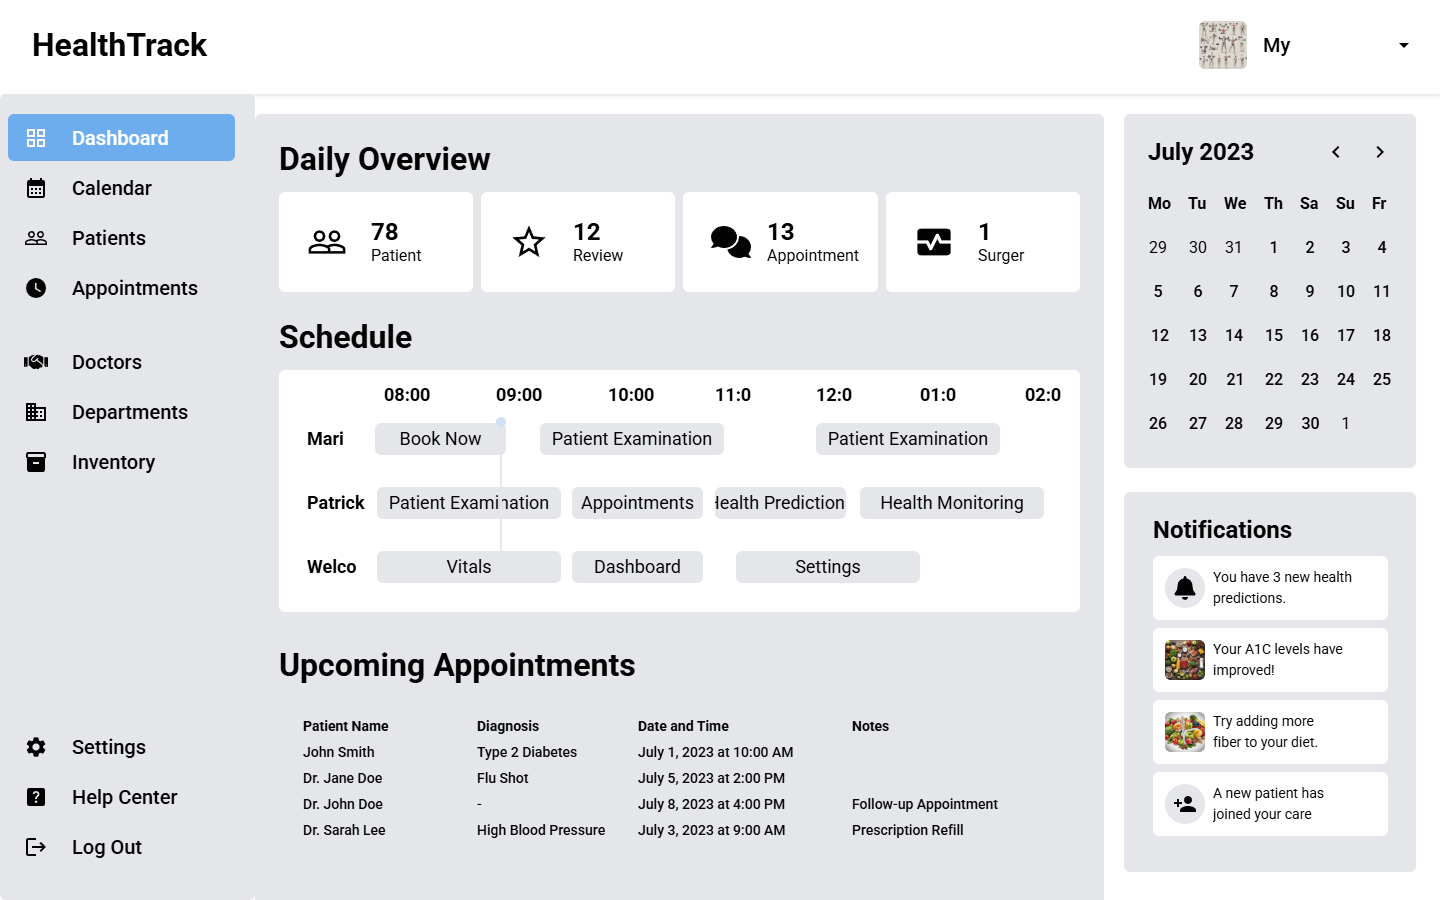 HealthTrack
My
Dashboard
Calendar
Patients
Appointments
Doctors
Departments
Inventory
Settings
Help Center
Log Out
Daily Overview
78
Patient
12
Review
13
Appointment
1
Surger
Schedule
08:00 09:00 10:00 11:0 12:0 01:0 02:0
Mari Book Now Patient Examination Patient Examination
Patrick Patient Examination Appointments Health Prediction Health Monitoring
Welco Vitals Dashboard Settings
Upcoming Appointments
Patient Name Diagnosis Date and Time Notes
John Smith Type 2 Diabetes July 1, 2023 at 10:00 AM
Dr. Jane Doe Flu Shot July 5, 2023 at 2:00 PM
Dr. John Doe - July 8, 2023 at 4:00 PM Follow-up Appointment
Dr. Sarah Lee High Blood Pressure July 3, 2023 at 9:00 AM Prescription Refill
July 2023
Mo Tu We Th Sa Su Fr
29 30 31 1 2 3 4
5 6 7 8 9 10 11
12 13 14 15 16 17 18
19 20 21 22 23 24 25
26 27 28 29 30 1
Notifications
You have 3 new health
predictions.
Your A1C levels have
improved!
Try adding more
fiber to your diet.
A new patient has
joined your care